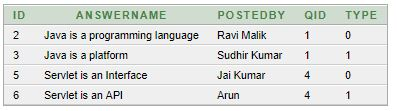 ID ANSWERNAME POSTEDBY QID TYPE
2 Java is a programming language Ravi Malik 1 0
3 Java is a platform Sudhir Kumar 1 1
5 Servlet is an Interface Jai Kumar 4 0
6 Servlet is an API Arun 4 1